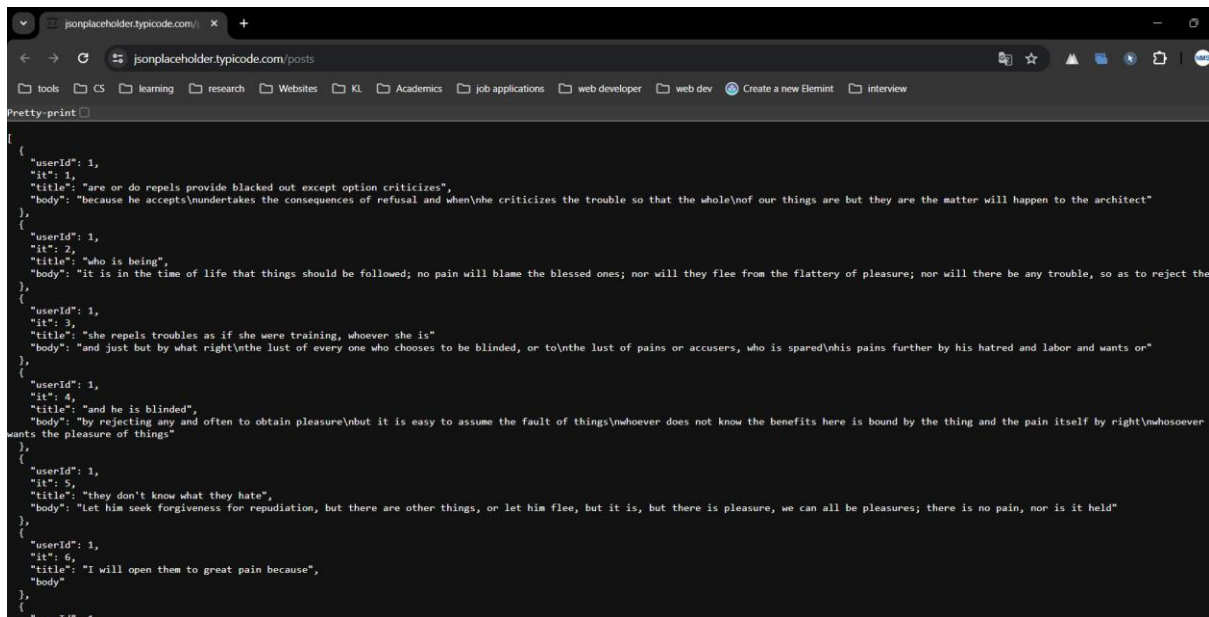 jsonplaceholder.typicode.com/
jsonplaceholder.typicode.com/posts
tools CS learning research Websites KL Academics job applications web developer web dev Create a new Elemint interview
Pretty-print
[
{
"userId": 1,
"it": 1,
"title": "are or do repels provide blacked out except option criticizes",
"body": "because he accepts\nundertakes the consequences of refusal and when\nhe criticizes the trouble so that the whole\nof our things are but they are the matter will happen to the architect"
},
{
"userId": 1,
"it": 2,
"title": "who is being",
"body": "it is in the time of life that things should be followed; no pain will blame the blessed ones; nor will they flee from the flattery of pleasure; nor will there be any trouble, so as to reject the
},
{
"userId": 1,
"it": 3,
"title": "she repels troubles as if she were training, whoever she is"
"body": "and just but by what right\nthe lust of every one who chooses to be blinded, or to\nthe lust of pains or accusers, who is spared\nhis pains further by his hatred and labor and wants or"
},
{
"userId": 1,
"it": 4,
"title": "and he is blinded",
"body": "by rejecting any and often to obtain pleasure\nbut it is easy to assume the fault of things\nwhoever does not know the benefits here is bound by the thing and the pain itself by right\nwhosoever
wants the pleasure of things"
},
{
"userId": 1,
"it": 5,
"title": "they don't know what they hate",
"body": "Let him seek forgiveness for repudiation, but there are other things, or let him flee, but it is, but there is pleasure, we can all be pleasures; there is no pain, nor is it held"
},
{
"userId": 1,
"it": 6,
"title": "I will open them to great pain because",
"body"
},
{